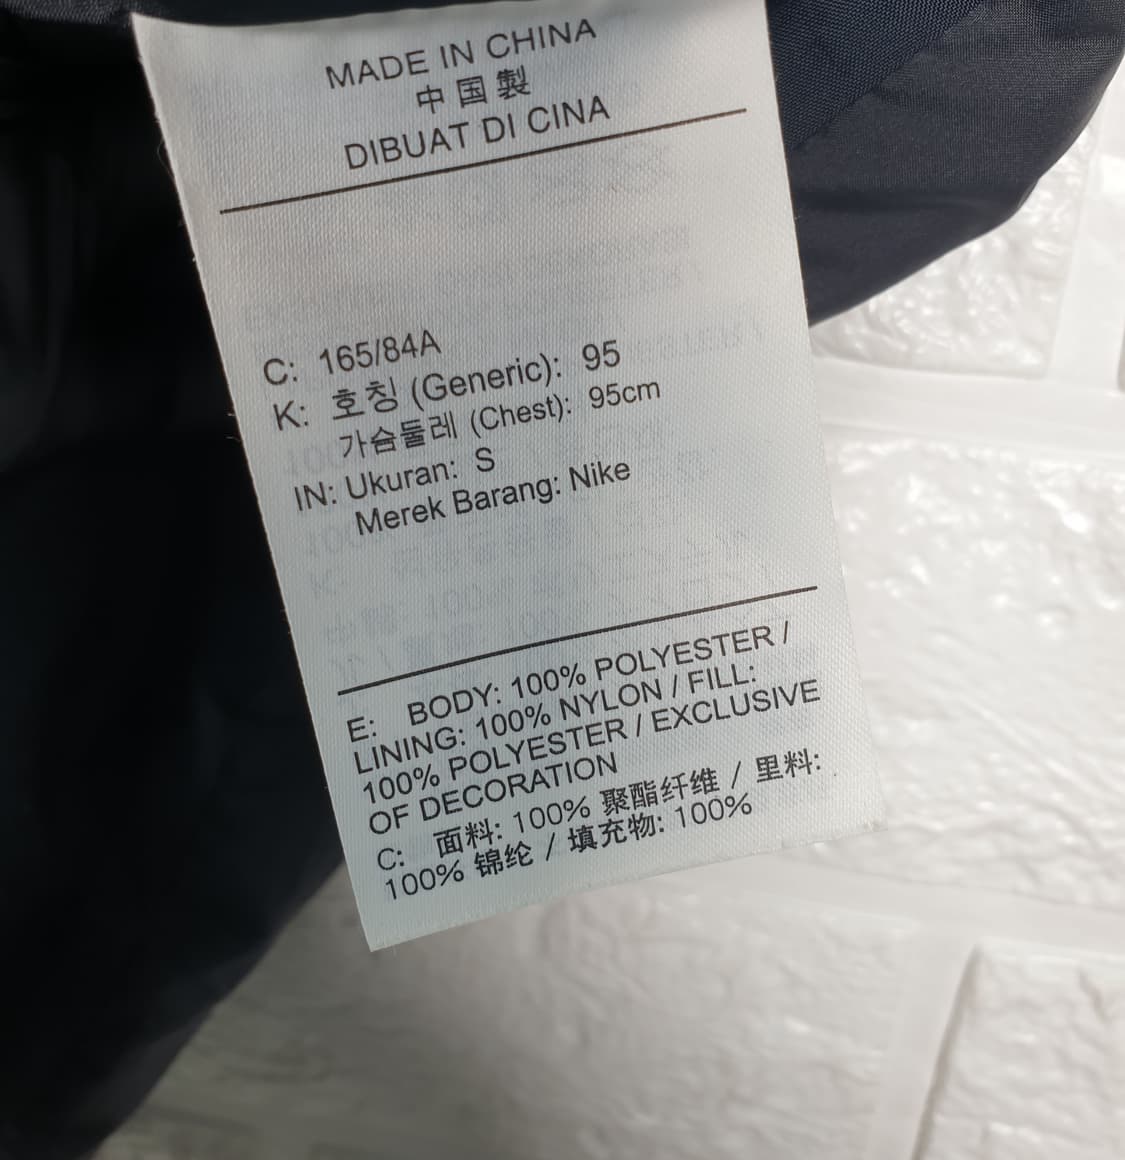 MADE IN CHINA
中国製
DIBUAT DI CINA
C: 165/84A
K: 호칭 (Generic): 95
가슴둘레 (Chest): 95cm
IN: Ukuran: S
Merek Barang: Nike
E: BODY: 100% POLYESTER /
LINING: 100% NYLON / FILL:
100% POLYESTER / EXCLUSIVE
OF DECORATION
C: 面料: 100% 聚酯纤维 / 里料:
100% 锦纶 / 填充物: 100%